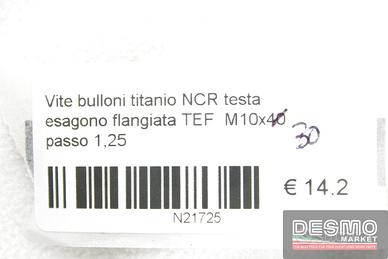 Vite bulloni titanio NCR testa
esagono flangiata TEF M10x40 30
passo 1,25
€ 14.2
N21725
DESMO
MARKET